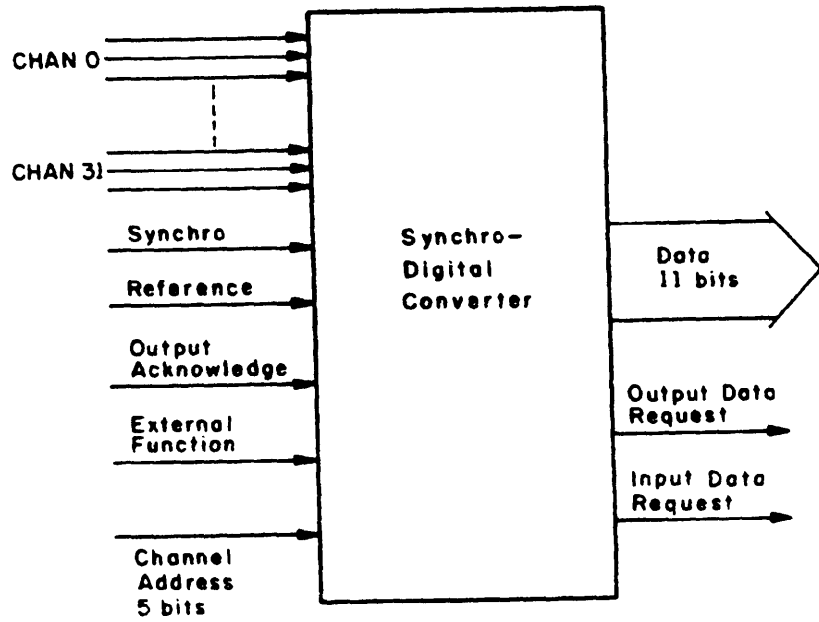 CHAN 0
CHAN 31
Synchro
Reference
Output
Acknowledge
External
Function
Channel
Address
5 bits
Synchro-
Digital
Converter
Data
11 bits
Output Data
Request
Input Data
Request